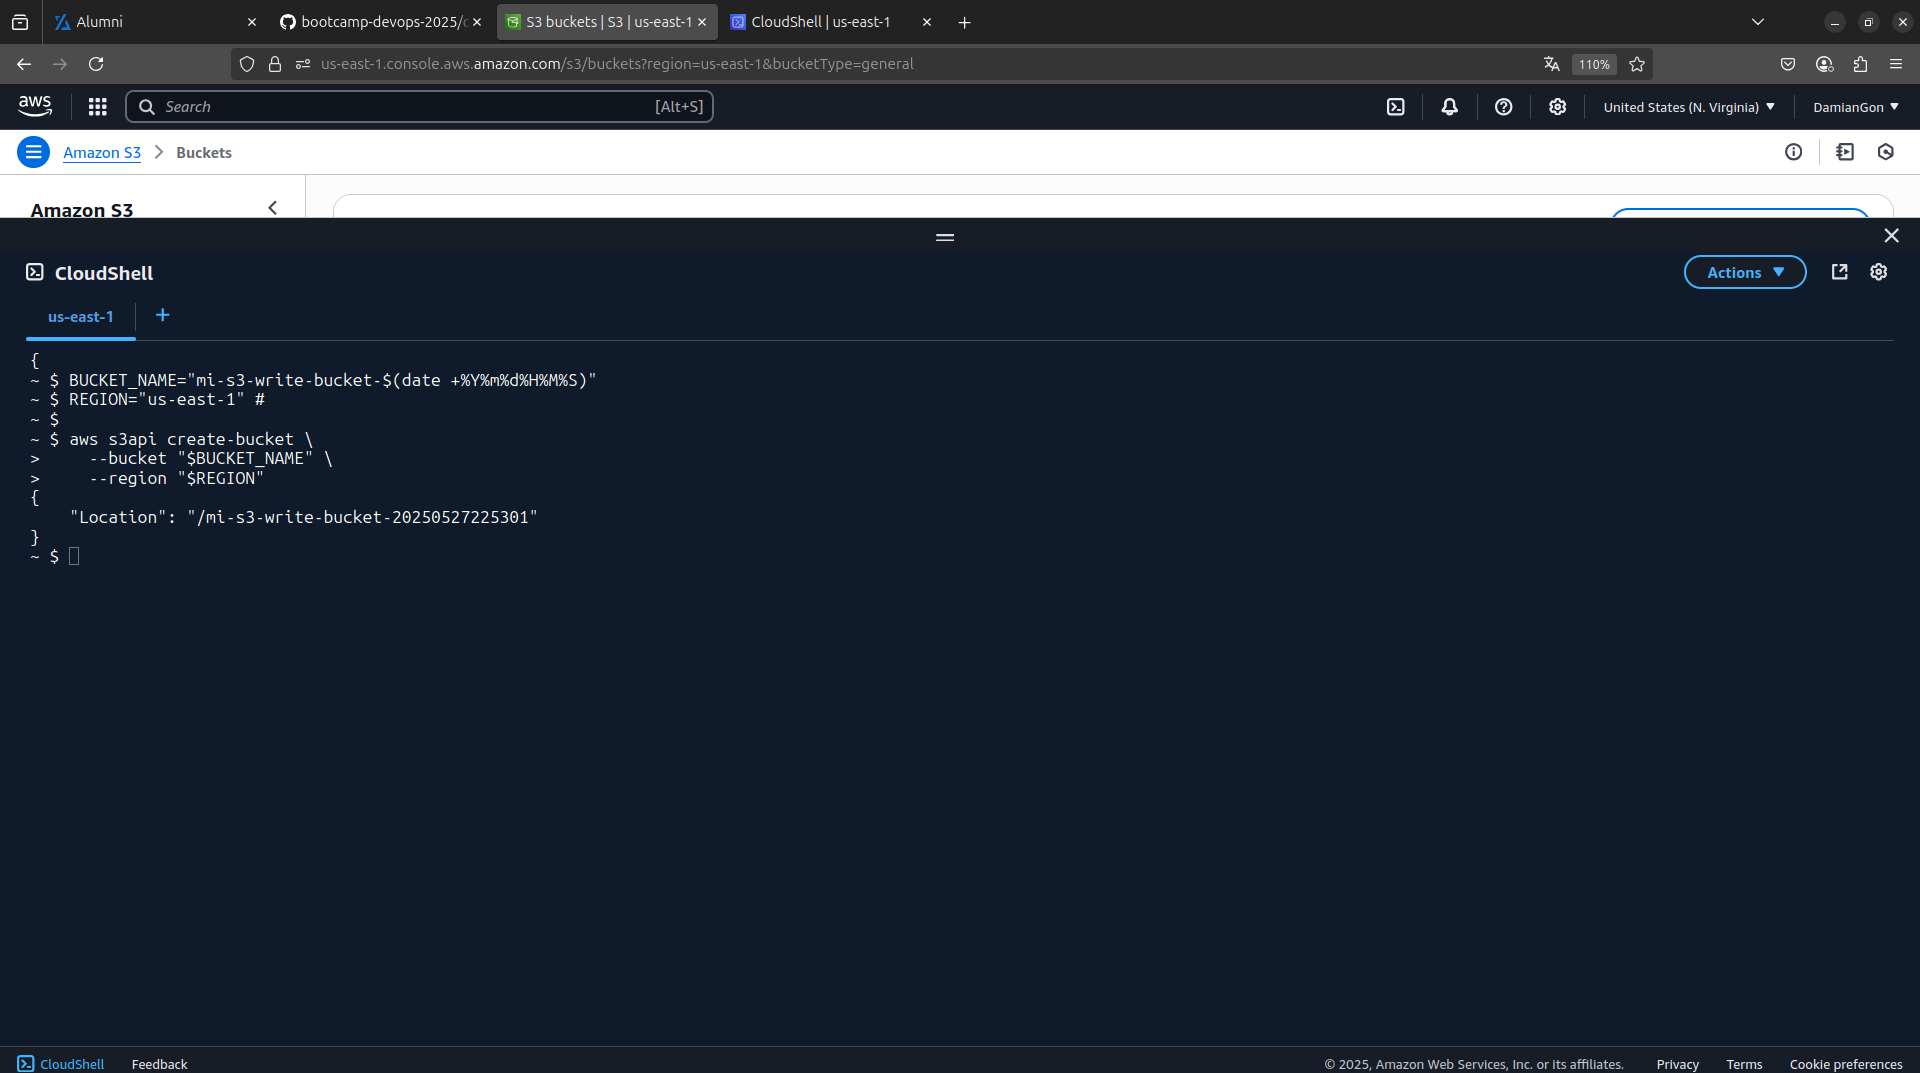 Alumni
bootcamp-devops-2025/c
S3 buckets | S3 | us-east-1
CloudShell | us-east-1
us-east-1.console.aws.amazon.com/s3/buckets?region=us-east-1&bucketType=general
110%
aws
Search
[Alt+S]
United States (N. Virginia)
DamianGon
Amazon S3
Buckets
Amazon S3
CloudShell
Actions
us-east-1
{
~ $ BUCKET_NAME="mi-s3-write-bucket-$(date +%Y%m%d%H%M%S)"
~ $ REGION="us-east-1" #
~ $
~ $ aws s3api create-bucket \
>     --bucket "$BUCKET_NAME" \
>     --region "$REGION"
{
    "Location": "/mi-s3-write-bucket-20250527225301"
}
~ $
CloudShell
Feedback
© 2025, Amazon Web Services, Inc. or its affiliates.
Privacy
Terms
Cookie preferences